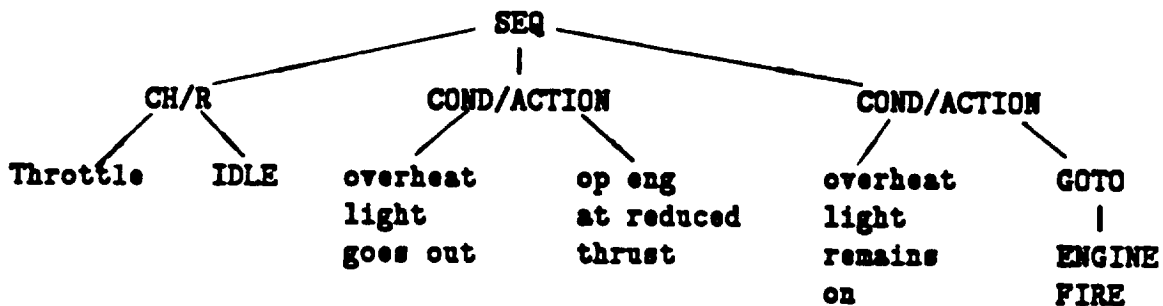 SEQ
CH/R COND/ACTION COND/ACTION
Throttle IDLE overheat op eng overheat GOTO
light at reduced light
goes out thrust remains ENGINE
on FIRE